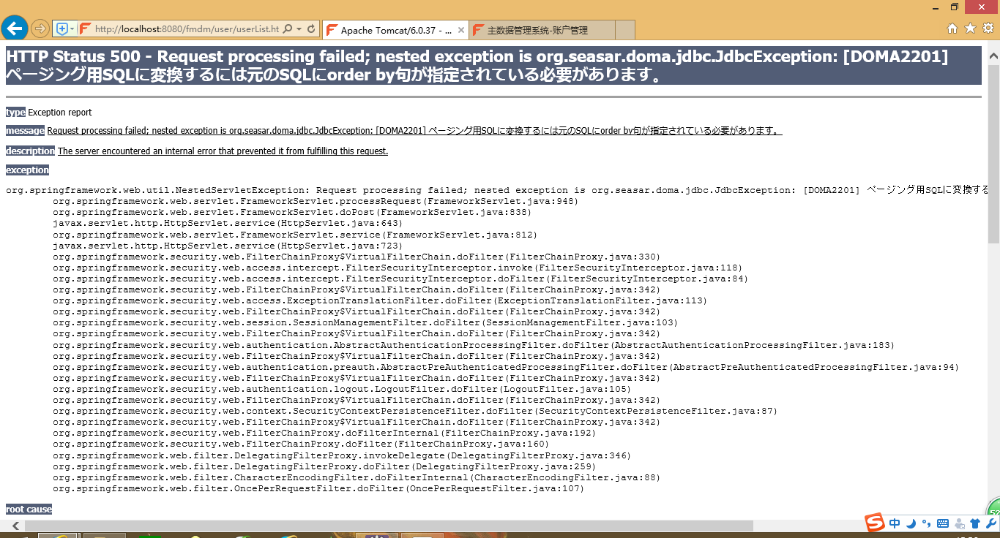 http://localhost:8080/fmdm/user/userList.ht
Apache Tomcat/6.0.37 - ...
主数据管理系统-账户管理
HTTP Status 500 - Request processing failed; nested exception is org.seasar.doma.jdbc.JdbcException: [DOMA2201]
ページング用SQLに変換するには元のSQLにorder by句が指定されている必要があります。
type Exception report
message Request processing failed; nested exception is org.seasar.doma.jdbc.JdbcException: [DOMA2201] ページング用SQLに変換するには元のSQLにorder by句が指定されている必要があります。
description The server encountered an internal error that prevented it from fulfilling this request.
exception
org.springframework.web.util.NestedServletException: Request processing failed; nested exception is org.seasar.doma.jdbc.JdbcException: [DOMA2201] ページング用SQLに変換する
org.springframework.web.servlet.FrameworkServlet.processRequest(FrameworkServlet.java:948)
org.springframework.web.servlet.FrameworkServlet.doPost(FrameworkServlet.java:838)
javax.servlet.http.HttpServlet.service(HttpServlet.java:643)
org.springframework.web.servlet.FrameworkServlet.service(FrameworkServlet.java:812)
javax.servlet.http.HttpServlet.service(HttpServlet.java:723)
org.springframework.security.web.FilterChainProxy$VirtualFilterChain.doFilter(FilterChainProxy.java:330)
org.springframework.security.web.access.intercept.FilterSecurityInterceptor.invoke(FilterSecurityInterceptor.java:118)
org.springframework.security.web.access.intercept.FilterSecurityInterceptor.doFilter(FilterSecurityInterceptor.java:84)
org.springframework.security.web.FilterChainProxy$VirtualFilterChain.doFilter(FilterChainProxy.java:342)
org.springframework.security.web.access.ExceptionTranslationFilter.doFilter(ExceptionTranslationFilter.java:113)
org.springframework.security.web.FilterChainProxy$VirtualFilterChain.doFilter(FilterChainProxy.java:342)
org.springframework.security.web.session.SessionManagementFilter.doFilter(SessionManagementFilter.java:103)
org.springframework.security.web.FilterChainProxy$VirtualFilterChain.doFilter(FilterChainProxy.java:342)
org.springframework.security.web.authentication.AbstractAuthenticationProcessingFilter.doFilter(AbstractAuthenticationProcessingFilter.java:183)
org.springframework.security.web.FilterChainProxy$VirtualFilterChain.doFilter(FilterChainProxy.java:342)
org.springframework.security.web.authentication.preauth.AbstractPreAuthenticatedProcessingFilter.doFilter(AbstractPreAuthenticatedProcessingFilter.java:94)
org.springframework.security.web.FilterChainProxy$VirtualFilterChain.doFilter(FilterChainProxy.java:342)
org.springframework.security.web.authentication.logout.LogoutFilter.doFilter(LogoutFilter.java:105)
org.springframework.security.web.FilterChainProxy$VirtualFilterChain.doFilter(FilterChainProxy.java:342)
org.springframework.security.web.context.SecurityContextPersistenceFilter.doFilter(SecurityContextPersistenceFilter.java:87)
org.springframework.security.web.FilterChainProxy$VirtualFilterChain.doFilter(FilterChainProxy.java:342)
org.springframework.security.web.FilterChainProxy.doFilterInternal(FilterChainProxy.java:192)
org.springframework.security.web.FilterChainProxy.doFilter(FilterChainProxy.java:160)
org.springframework.web.filter.DelegatingFilterProxy.invokeDelegate(DelegatingFilterProxy.java:346)
org.springframework.web.filter.DelegatingFilterProxy.doFilter(DelegatingFilterProxy.java:259)
org.springframework.web.filter.CharacterEncodingFilter.doFilterInternal(CharacterEncodingFilter.java:88)
org.springframework.web.filter.OncePerRequestFilter.doFilter(OncePerRequestFilter.java:107)
root cause
中